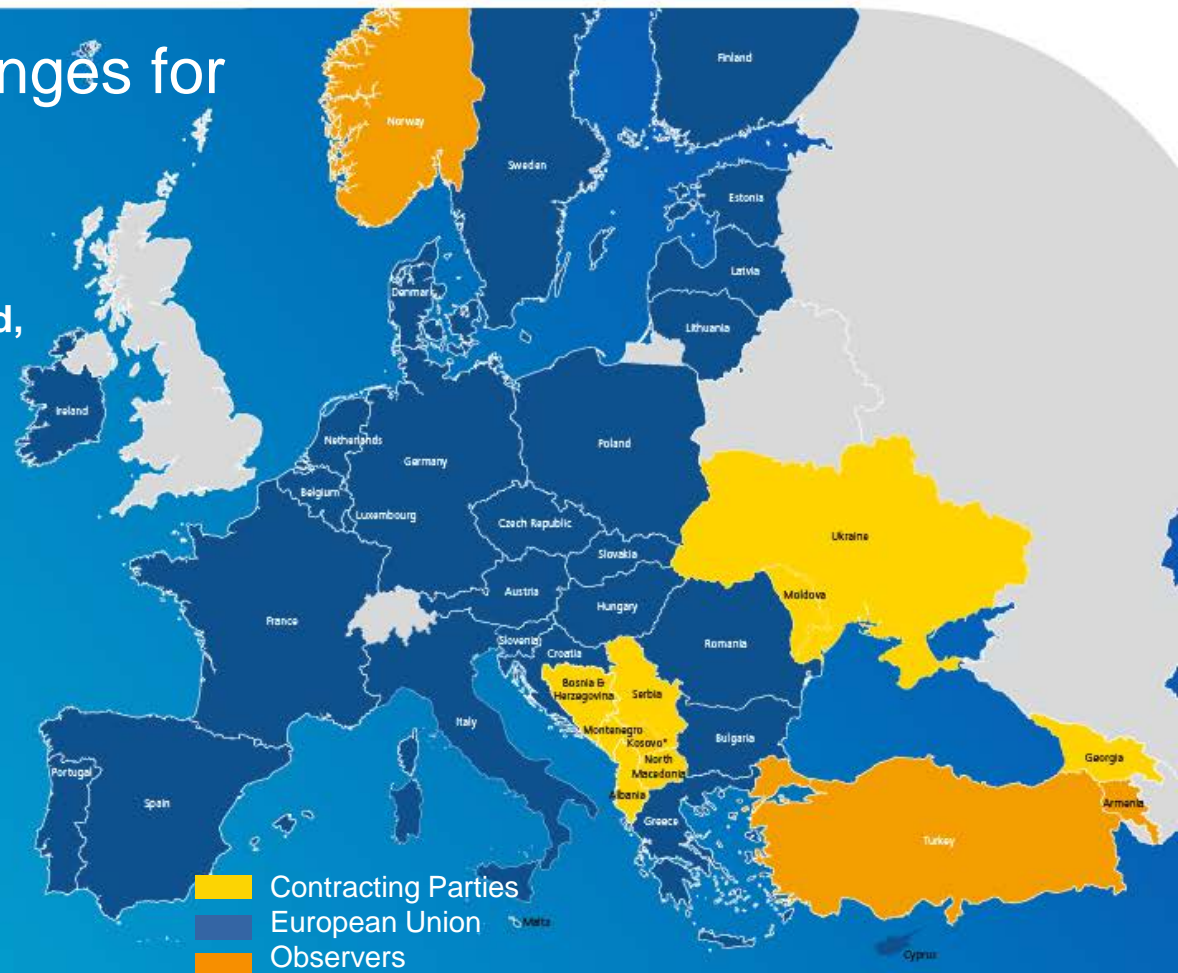 nges for
d,
Finland
Norway
Sweden
Estonia
Latvia
Denmark
Lithuania
Ireland
Netherlands
Poland
Germany
Belgium
Luxembourg
Czech Republic
Ukraine
Slovakia
Austria
Moldova
Hungary
France
Slovenia
Romania
Croatia
Bosnia &
Herzegovina
Serbia
Italy
Montenegro
Bulgaria
Kosovo*
North
Macedonia
Georgia
Portugal
Albania
Spain
Armenia
Greece
Turkey
Contracting Parties
European Union
Malta
Observers
Cyprus